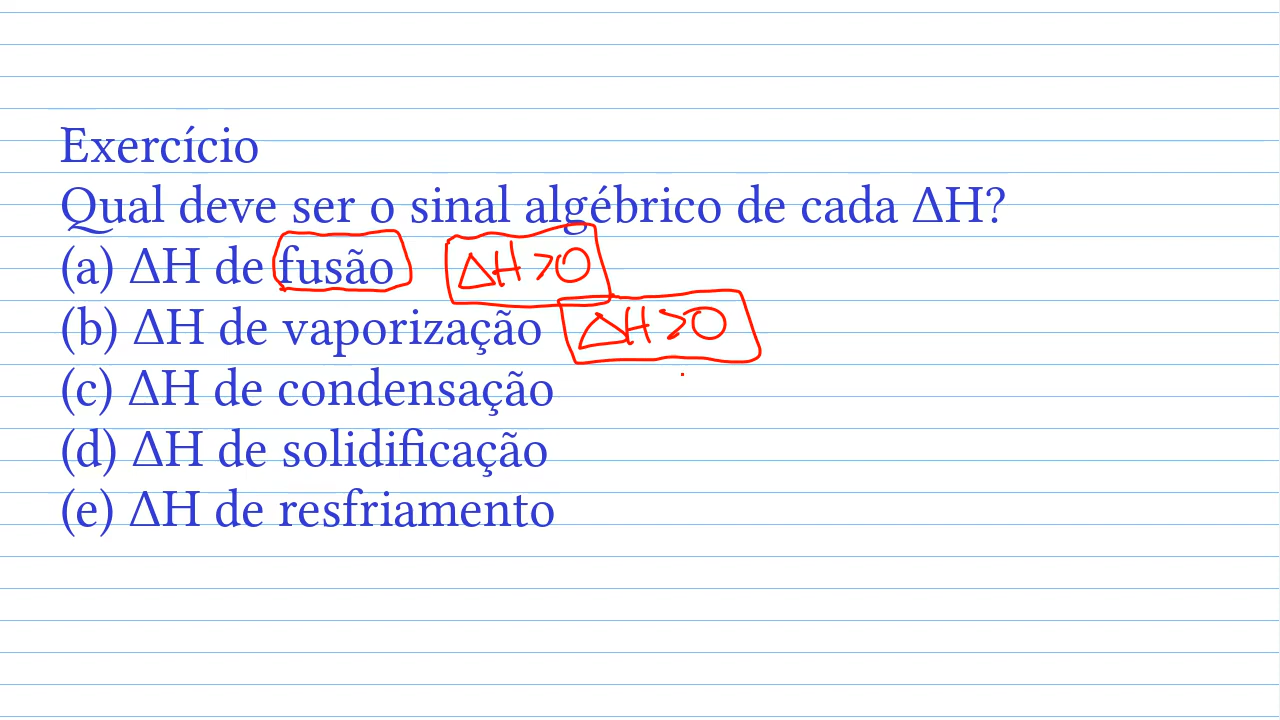 Exercício
Qual deve ser o sinal algébrico de cada ΔH?
(a) ΔH de fusão ΔH >0
(b) ΔH de vaporização ΔH >0
(c) ΔH de condensação
(d) ΔH de solidificação
(e) ΔH de resfriamento